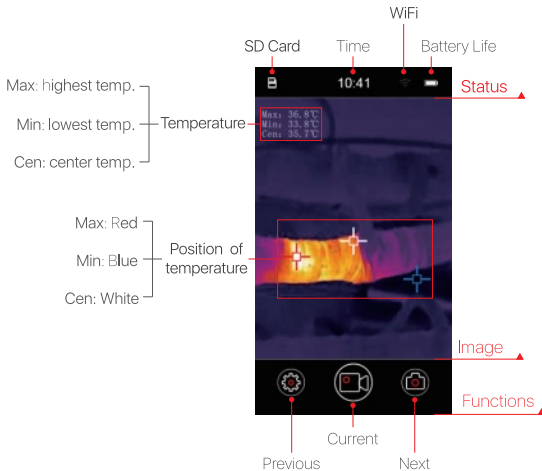 WiFi
SD Card
Time
Battery Life
10:41
Status
Max: highest temp.
Min: lowest temp.
Cen: center temp.
Temperature
Max: 36.8℃
Min: 33.8℃
Cen: 35.7℃
Max: Red
Min: Blue
Cen: White
Position of
temperature
Image
Functions
Current
Previous
Next